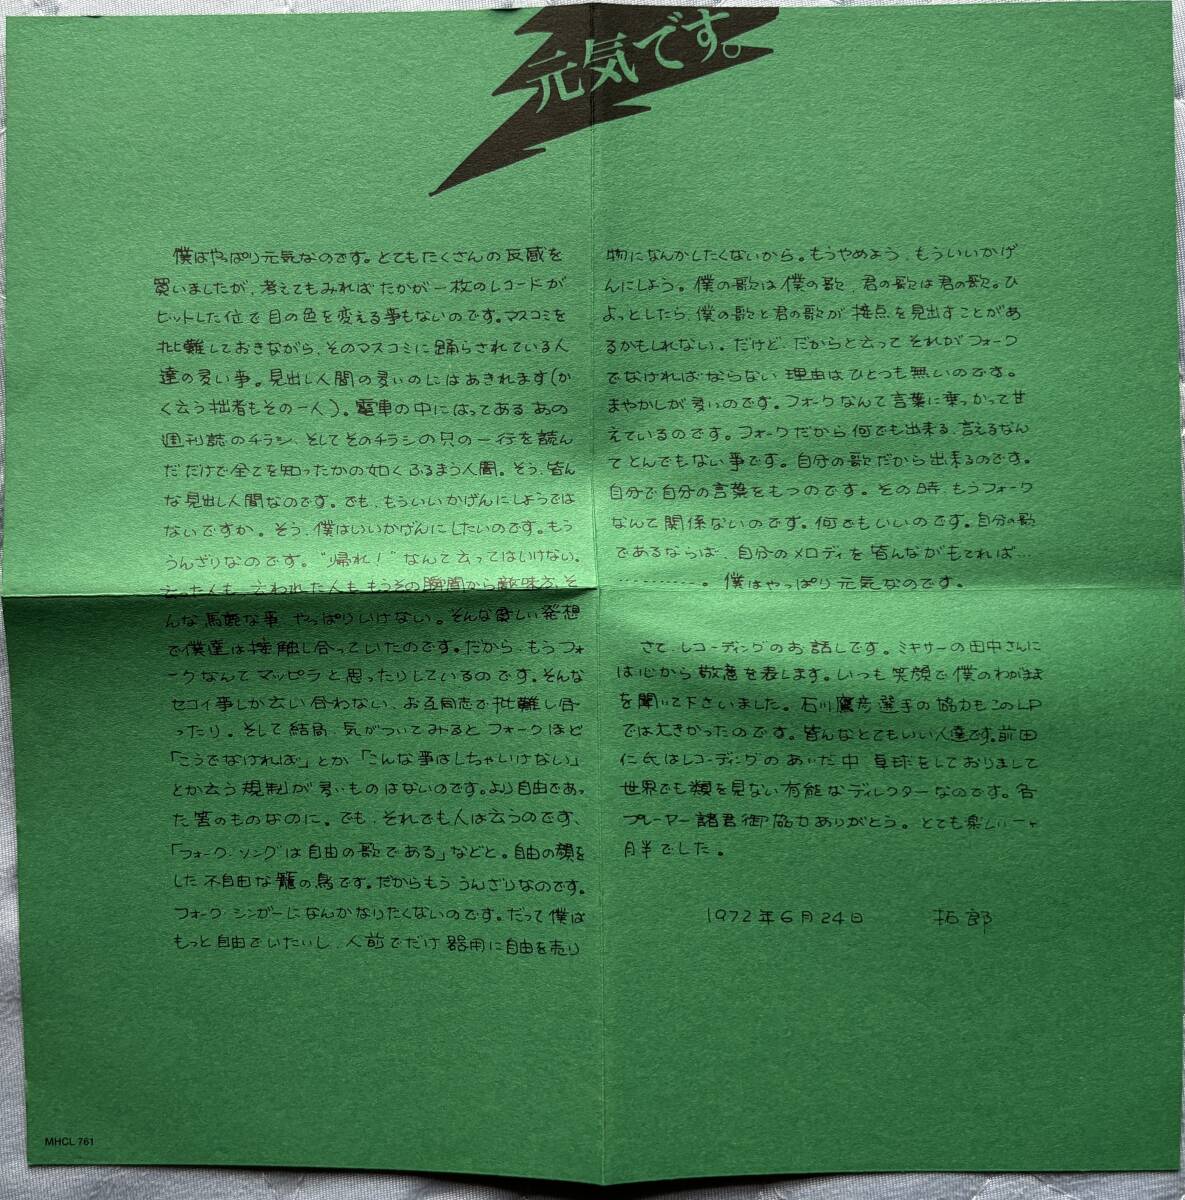 元気です。
僕はやっぱり元気なのです。とてもたくさんの反感を
買いましたが、考えてもみればたかが一枚のレコードが
ヒットした位で目の色を変える事もないのです。マスコミを
批難しておきながら、そのマスコミに踊らされている人
達の多い事。見出し人間の多いのにはあきれます(か
く云う拙者もその一人)。電車の中にはってあるあの
週刊誌のチラシ、そしてそのチラシの只の一行を読ん
だだけで全てを知ったかの如くふるまう人間。そう、皆ん
な見出し人間なのです。でも、もういいかげんにしようでは
ないですか。そう、僕はいいかげんにしたいのです。もう
うんざりなのです。“帰れ!”なんて云ってはいけない。
云った人も、云われた人も、もうその瞬間から敵味方、そ
んな馬鹿な事、やっぱりいけない。そんな貧しい発想
で僕達は接触し合っていたのです。だから、もうフォ
ークなんてマッピラと思ったりしているのです。そんな
セコイ事しか云い合わない、お互同志で批難し合
ったり。そして結局、気がついてみるとフォークほど
「こうでなければ」とか「こんな事はしちゃいけない」
とか云う規制が多いものはないのです。より自由であっ
た筈のものなのに。でも、それでも人は云うのです、
「フォーク・ソングは自由の歌である」などと。自由の顔を
した不自由な籠の鳥です。だからもう うんざりなのです。
フォーク・シンガーになんかなりたくないのです。だって僕は
もっと自由でいたいし、人前でだけ器用に自由を売り
物になんかしたくないから。もうやめよう、もういいかげ
んにしよう。僕の歌は僕の歌、君の歌は君の歌。ひ
ょっとしたら、僕の歌と君の歌が接点を見出すことがあ
るかもしれない。だけど、だからと云って それがフォーク
でなければならない理由はひとつも無いのです。
まやかしが多いのです。フォークなんて言葉に乗っかって甘
えているのです。フォークだから何でも出来る、言えるなん
てとんでもない事です。自分の歌だから出来るのです。
自分で自分の言葉をもつのです。その時、もうフォーク
なんて関係ないのです。何でもいいのです。自分の歌
であるならば、自分のメロディを皆んながもてれば…
…………。僕はやっぱり元気なのです。
さて、レコーディングのお話しです。ミキサーの田中さんに
は心から敬意を表します。いつも笑顔で僕のわがまま
を聞いて下さいました。石川鷹彦選手の協力もこのLP
では大きかったのです。皆んなとてもいい人達です。前田
仁氏はレコーディングのあいだ中 卓球をしておりまして
世界でも類を見ない有能なディレクターなのです。各
プレーヤー諸君御協力ありがとう。とても楽しい一ヶ
月半でした。
1972年6月24日 拓郎
MHCL 761